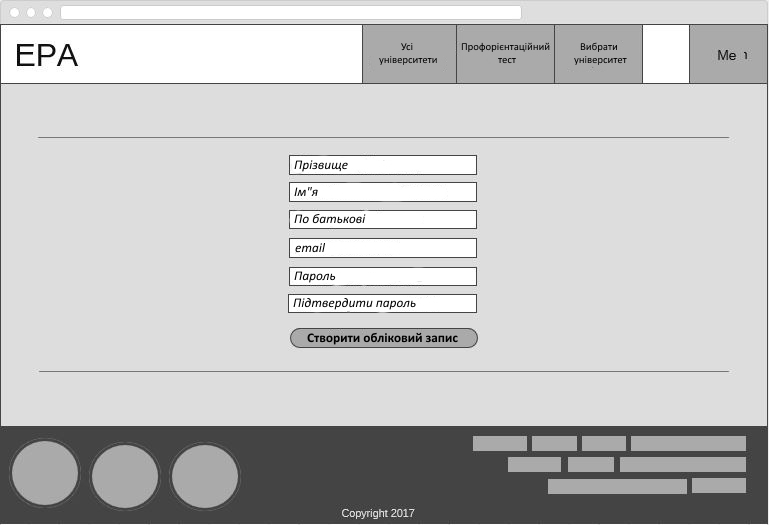 EPA
Усі
університети
Профорієнтаційний
тест
Вибрати
університет
Прізвище
Ім"я
По батькові
email
Пароль
Підтвердити пароль
Створити обліковий запис
Copyright 2017